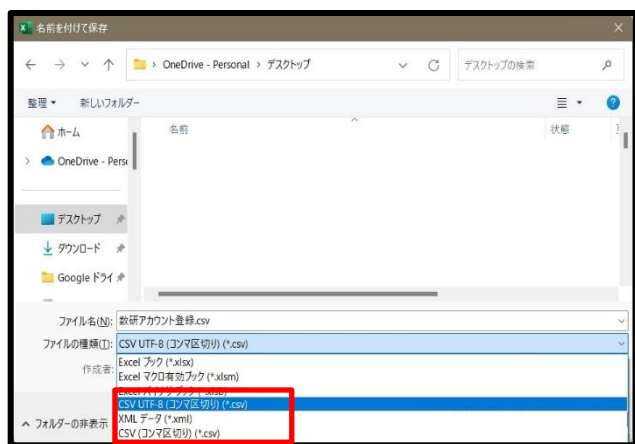 名前を付けて保存
OneDrive - Personal > デスクトップ
デスクトップの検索
整理 新しいフォルダー
名前 状態
ホーム
OneDrive - Perso
デスクトップ
ダウンロード
Google ドライ
ファイル名(N): 数研アカウント登録.csv
ファイルの種類(T): CSV UTF-8 (コンマ区切り) (*.csv)
作成者:
Excel ブック (*.xlsx)
Excel マクロ有効ブック (*.xlsm)
CSV UTF-8 (コンマ区切り) (*.csv)
XML データ (*.xml)
CSV (コンマ区切り) (*.csv)
フォルダーの非表示